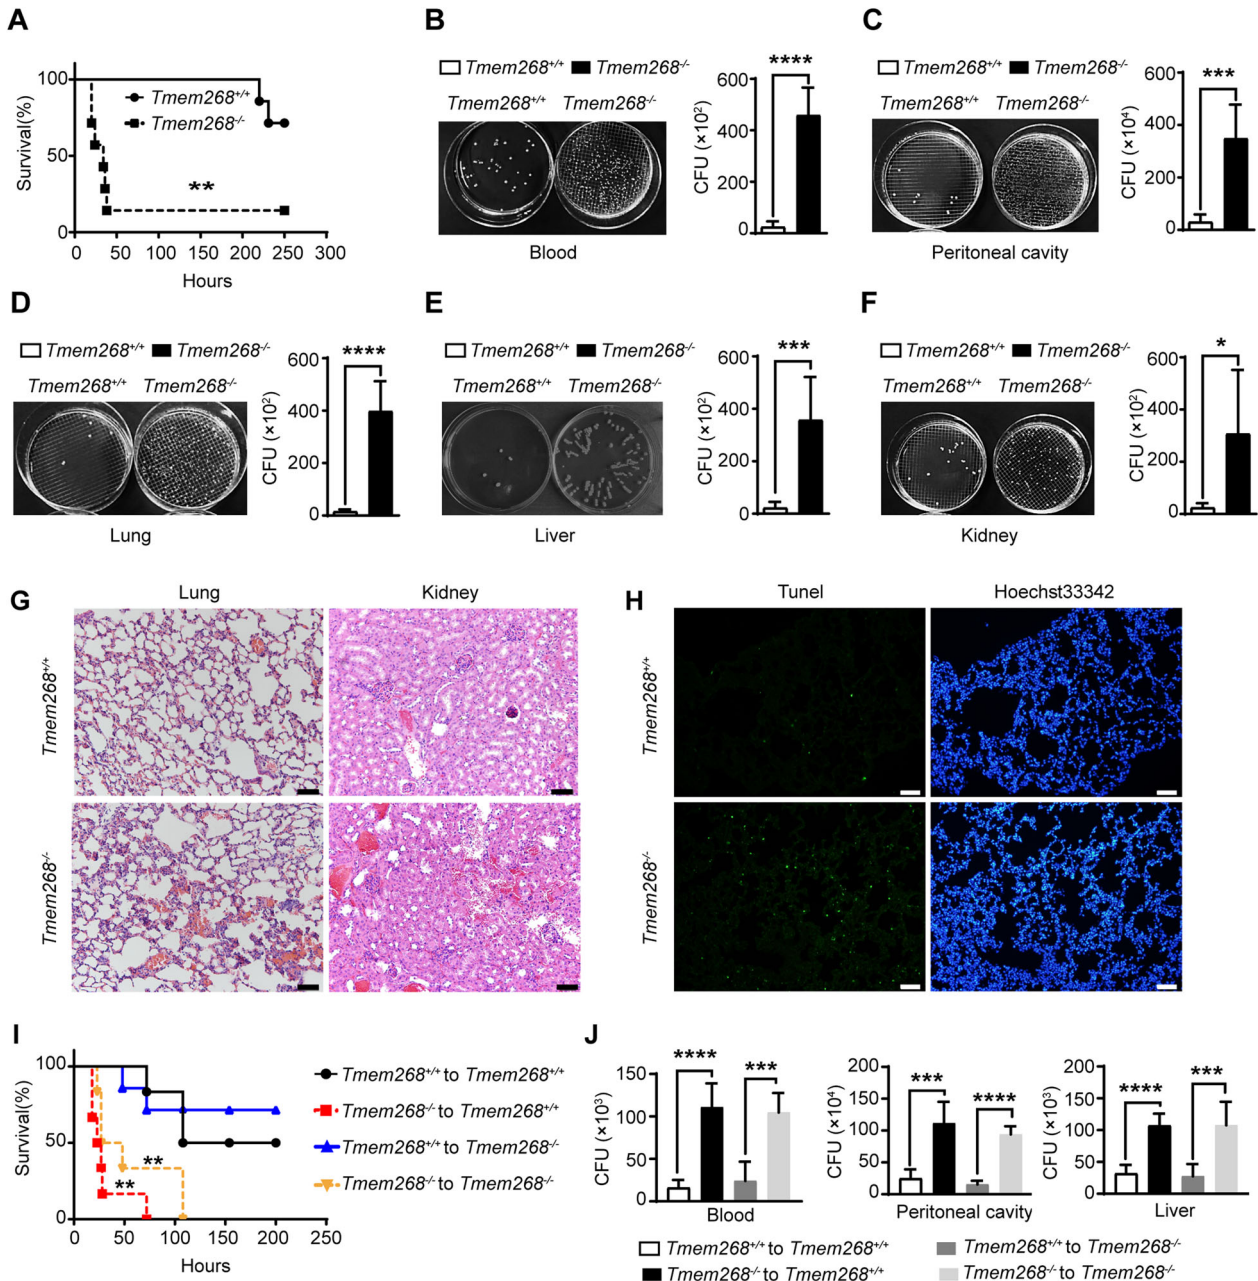 A
Survival(%)
100
50
0
Tmem268+/+
Tmem268-/-
**
0 50 100 150 200 250 300
Hours
B
Tmem268+/+ Tmem268-/-
Tmem268+/+ Tmem268-/-
Blood
CFU (×10²)
600
400
200
0
****
C
Tmem268+/+ Tmem268-/-
Tmem268+/+ Tmem268-/-
Peritoneal cavity
CFU (×10⁴)
600
400
200
0
***
D
Tmem268+/+ Tmem268-/-
Tmem268+/+ Tmem268-/-
Lung
CFU (×10²)
600
400
200
0
****
E
Tmem268+/+ Tmem268-/-
Tmem268+/+ Tmem268-/-
Liver
CFU (×10²)
600
400
200
0
***
F
Tmem268+/+ Tmem268-/-
Tmem268+/+ Tmem268-/-
Kidney
CFU (×10²)
600
400
200
0
*
G
Lung Kidney
Tmem268+/+
Tmem268-/-
H
Tunel Hoechst33342
Tmem268+/+
Tmem268-/-
I
Survival(%)
100
50
0
**
**
0 50 100 150 200 250
Hours
Tmem268+/+ to Tmem268+/+
Tmem268-/- to Tmem268+/+
Tmem268+/+ to Tmem268-/-
Tmem268-/- to Tmem268-/-
J
CFU (×10³)
150
100
50
0
**** ***
Blood
CFU (×10⁴)
200
150
100
50
0
*** ****
Peritoneal cavity
CFU (×10³)
200
150
100
50
0
**** ***
Liver
Tmem268+/+ to Tmem268+/+ Tmem268+/+ to Tmem268-/-
Tmem268-/- to Tmem268+/+ Tmem268-/- to Tmem268-/-